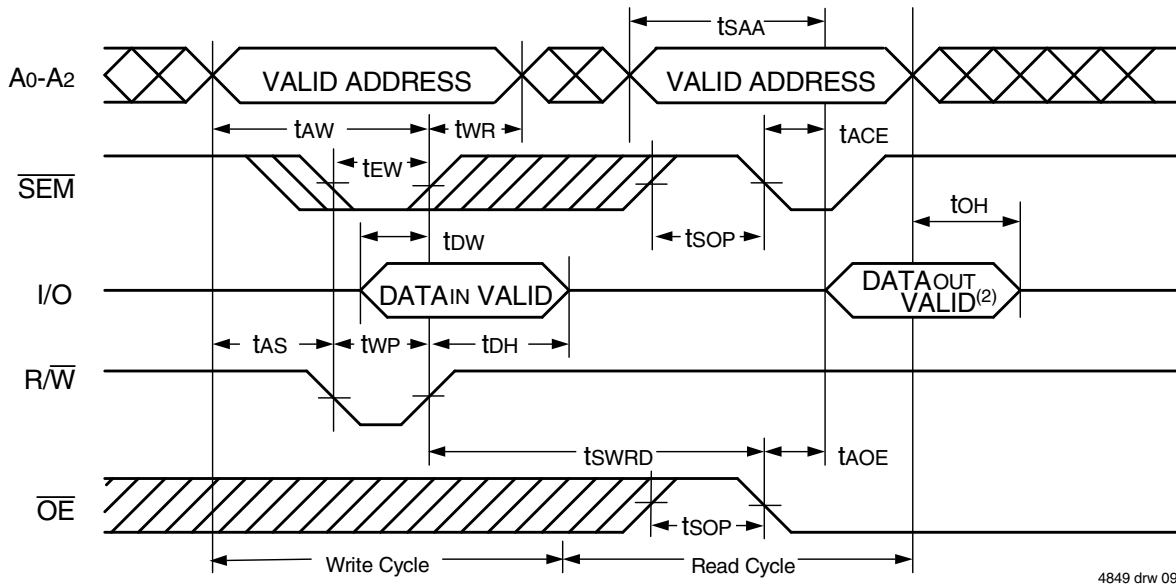 tSAA
A0-A2
VALID ADDRESS
VALID ADDRESS
tAW
tWR
tACE
tEW
SEM
tOH
tSOP
tDW
I/O
DATAIN VALID
DATAOUT
VALID(2)
tAS
tWP
tDH
R/W
tSWRD
tAOE
OE
tSOP
Write Cycle
Read Cycle
4849 drw 09